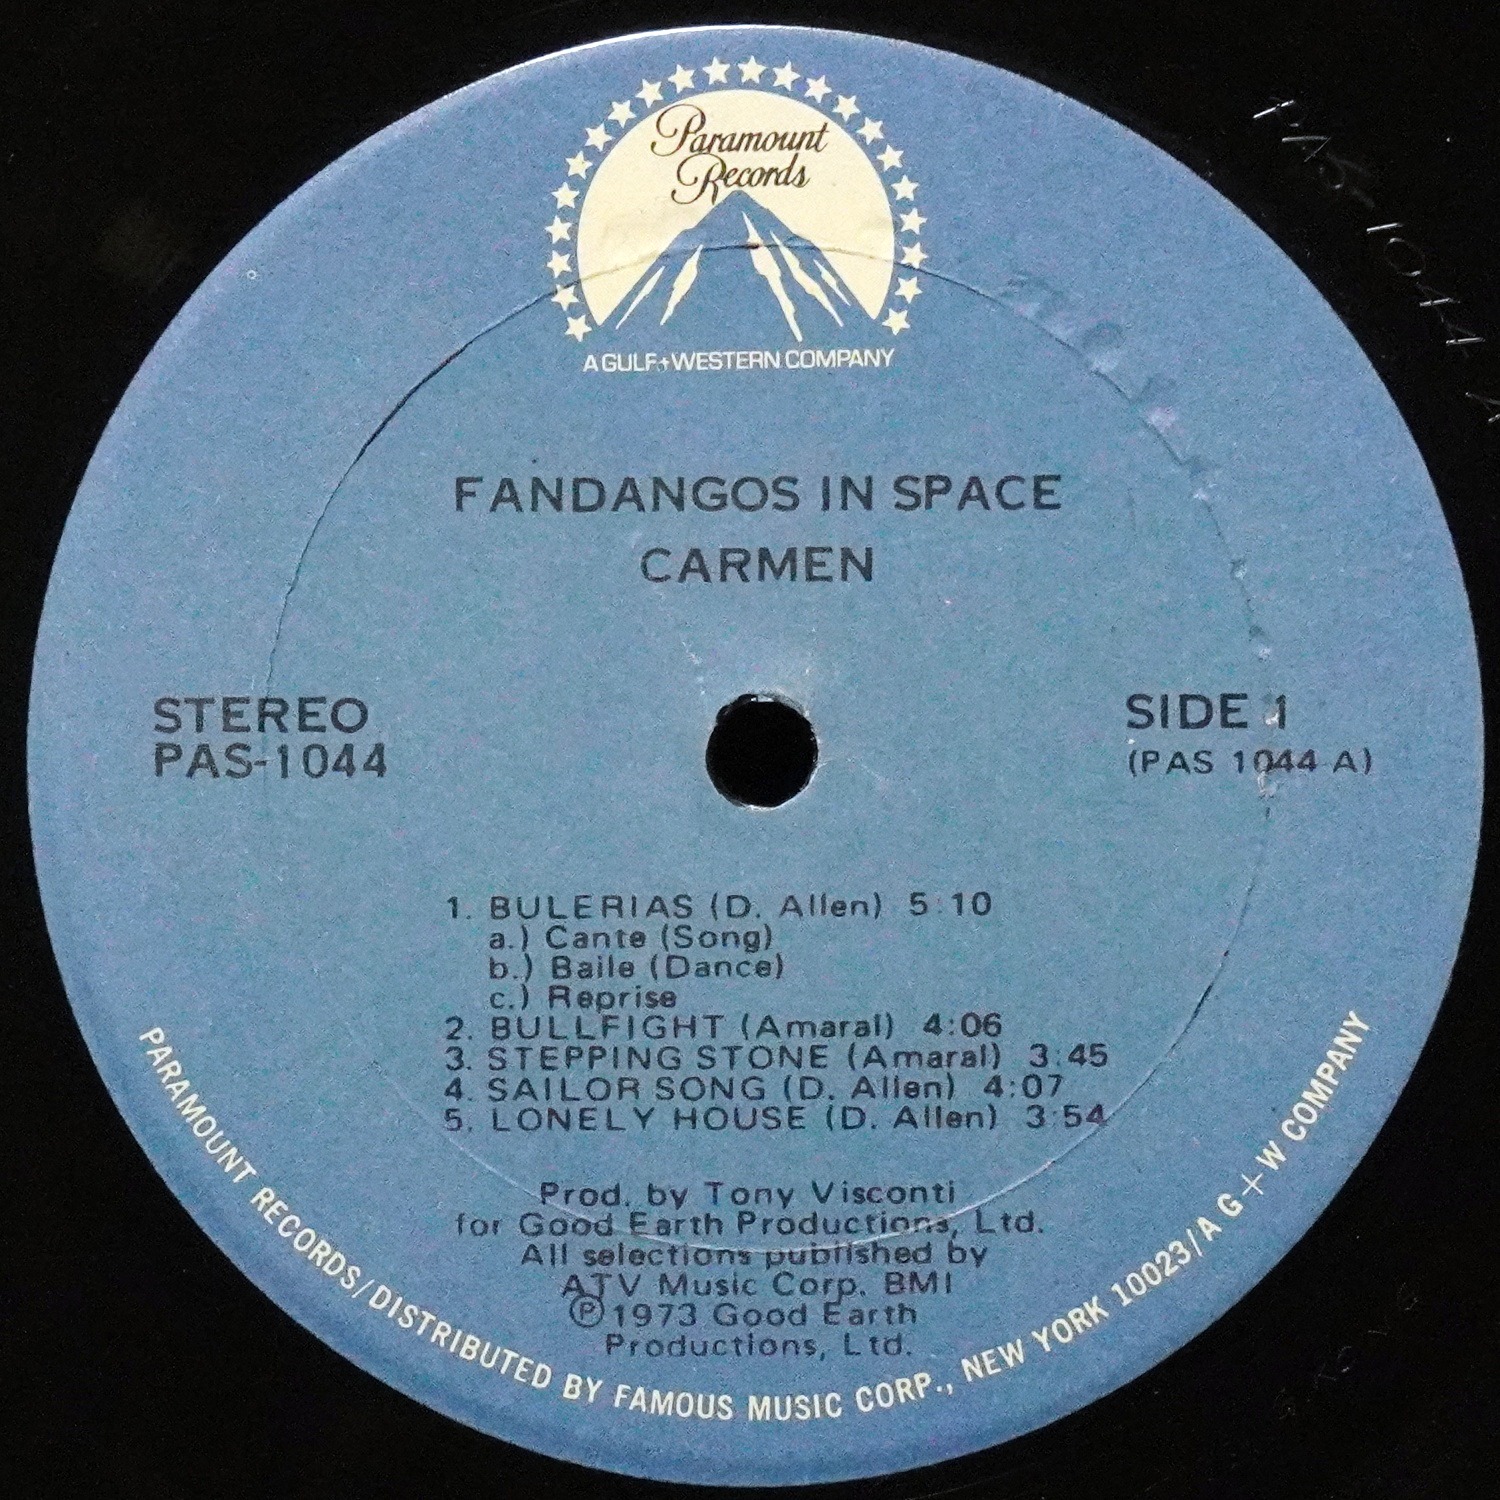 Paramount
Records
A GULF+WESTERN COMPANY
FANDANGOS IN SPACE
CARMEN
STEREO
PAS-1044
SIDE 1
(PAS 1044 A)
1. BULERIAS (D. Allen) 5:10
a.) Cante (Song)
b.) Baile (Dance)
c.) Reprise
2. BULLFIGHT (Amaral) 4:06
3. STEPPING STONE (Amaral) 3:45
4. SAILOR SONG (D. Allen) 4:07
5. LONELY HOUSE (D. Allen) 3:54
Prod. by Tony Visconti
for Good Earth Productions, Ltd.
All selections published by
ATV Music Corp. BMI
Ⓟ1973 Good Earth
Productions, Ltd.
PARAMOUNT RECORDS/DISTRIBUTED BY FAMOUS MUSIC CORP., NEW YORK 10023/A G+W COMPANY
PAS 1044